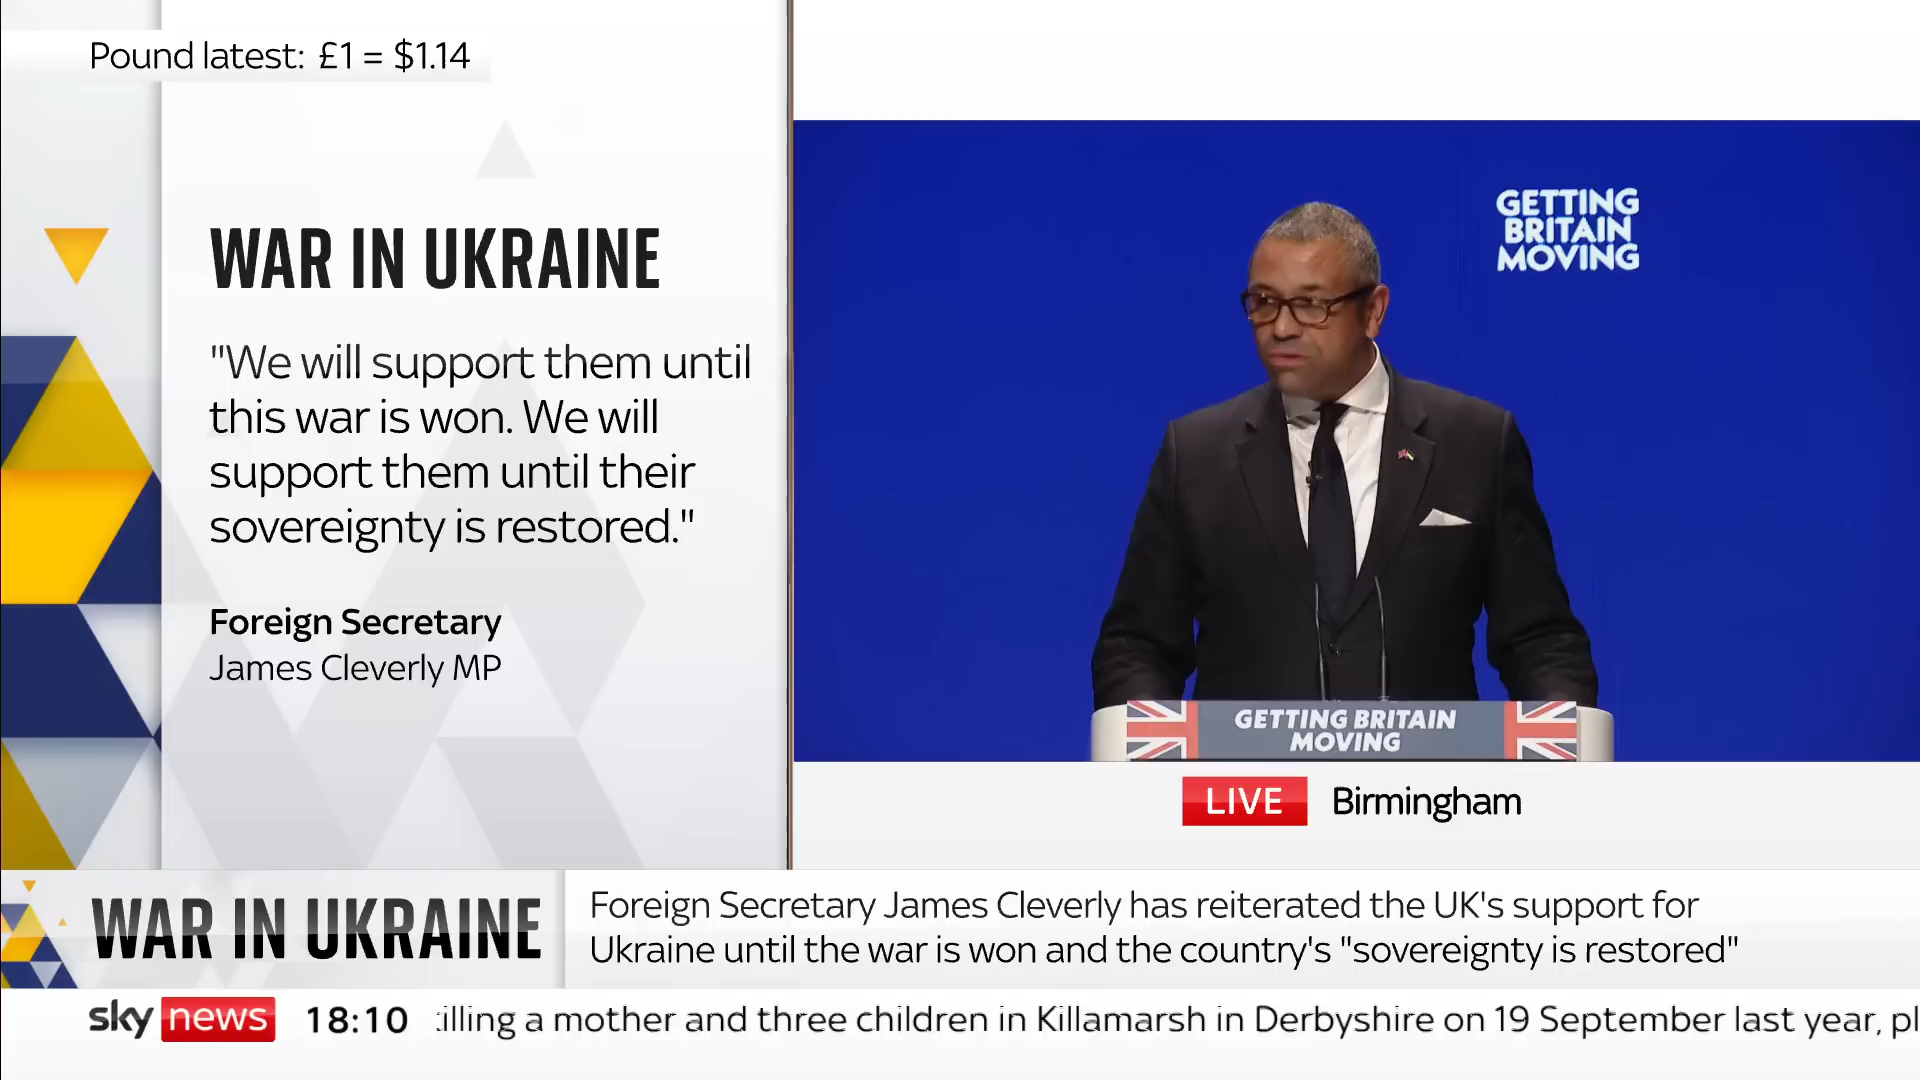 Pound latest: £1 = $1.14
WAR IN UKRAINE
"We will support them until
this war is won. We will
support them until their
sovereignty is restored."
Foreign Secretary
James Cleverly MP
GETTING
BRITAIN
MOVING
GETTING BRITAIN
MOVING
LIVE Birmingham
WAR IN UKRAINE
Foreign Secretary James Cleverly has reiterated the UK's support for
Ukraine until the war is won and the country's "sovereignty is restored"
sky news 18:10 illing a mother and three children in Killamarsh in Derbyshire on 19 September last year, pl